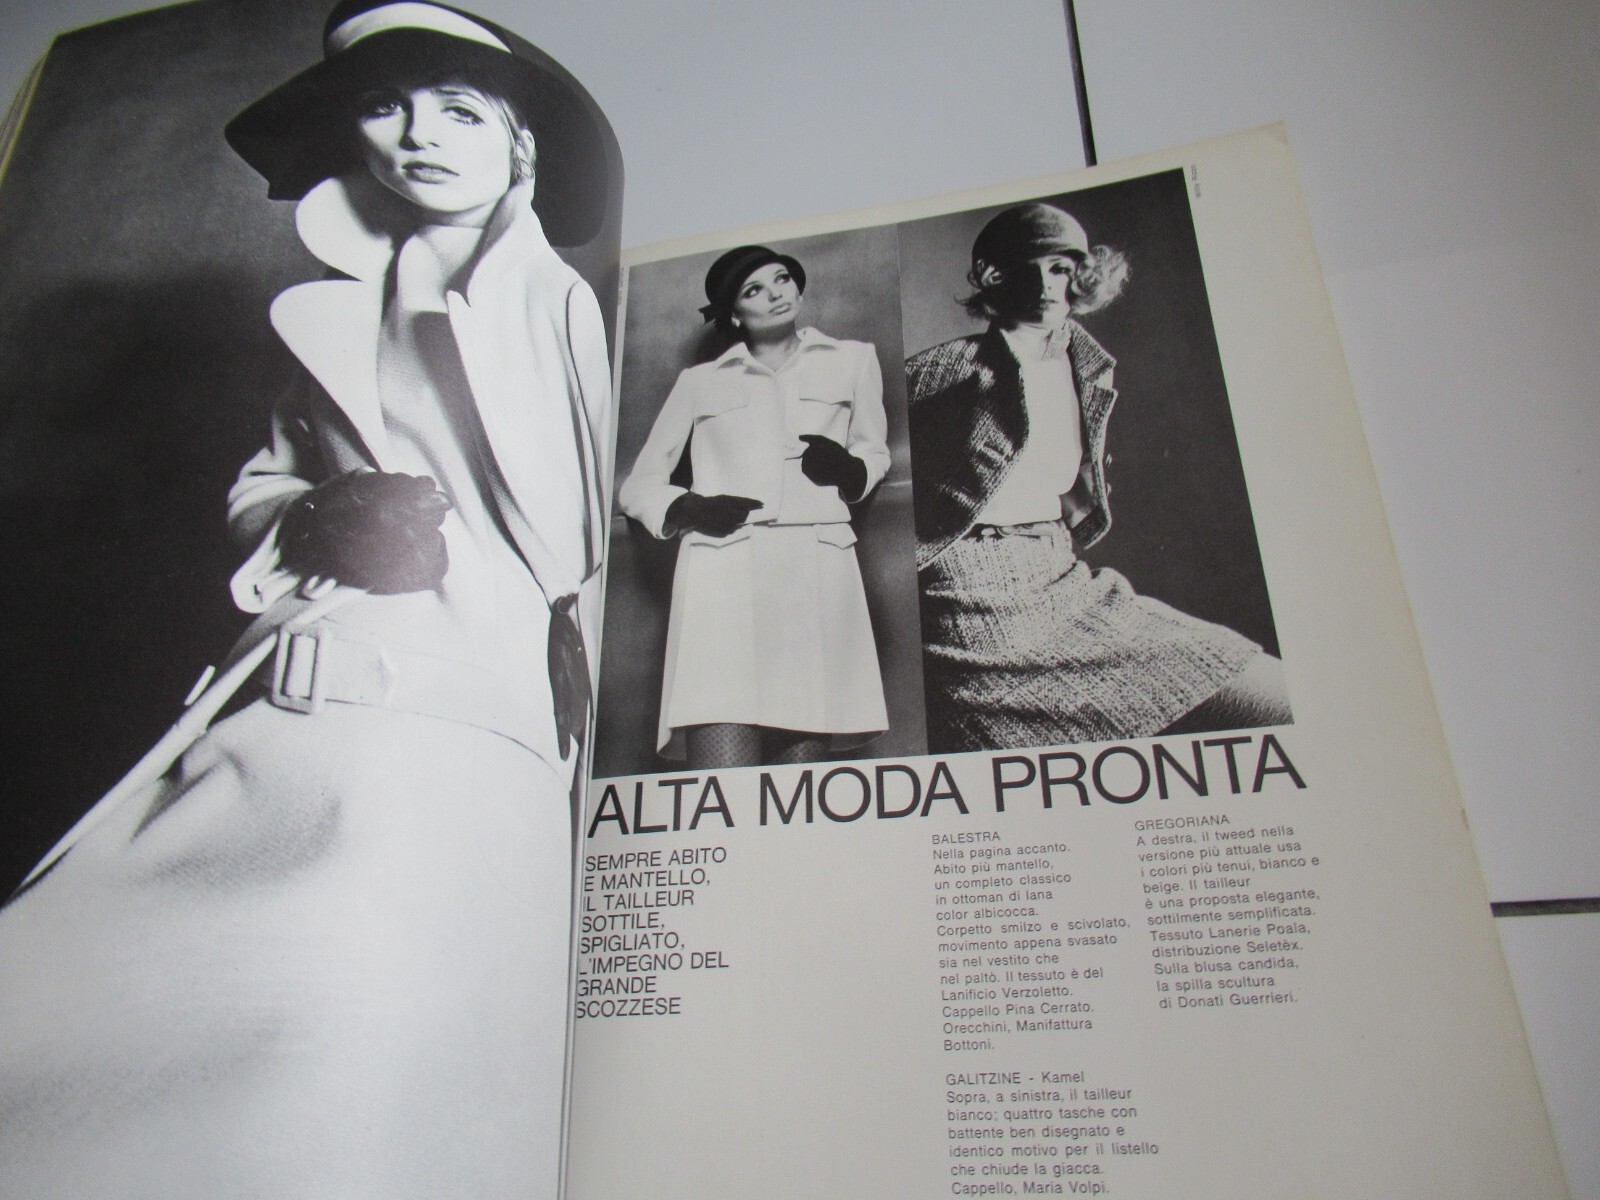 ALTA MODA PRONTA
SEMPRE ABITO
E MANTELLO,
IL TAILLEUR
SOTTILE,
SPIGLIATO,
L'IMPEGNO DEL
GRANDE
SCOZZESE
BALESTRA
Nella pagina accanto.
Abito più mantello,
un completo classico
in ottoman di lana
color albicocca.
Corpetto smilzo e scivolato,
movimento appena svasato
sia nel vestito che
nel paltò. Il tessuto è del
Lanificio Verzoletto.
Cappello Pina Cerrato.
Orecchini, Manifattura
Bottoni.
GALITZINE - Kamel
Sopra, a sinistra, il tailleur
bianco; quattro tasche con
battente ben disegnato e
identico motivo per il listello
che chiude la giacca.
Cappello, Maria Volpi.
GREGORIANA
A destra, il tweed nella
versione più attuale usa
i colori più tenui, bianco e
beige. Il tailleur
è una proposta elegante,
sottilmente semplificata.
Tessuto Lanerie Poala,
distribuzione Seletèx.
Sulla blusa candida,
la spilla scultura
di Donati Guerrieri.